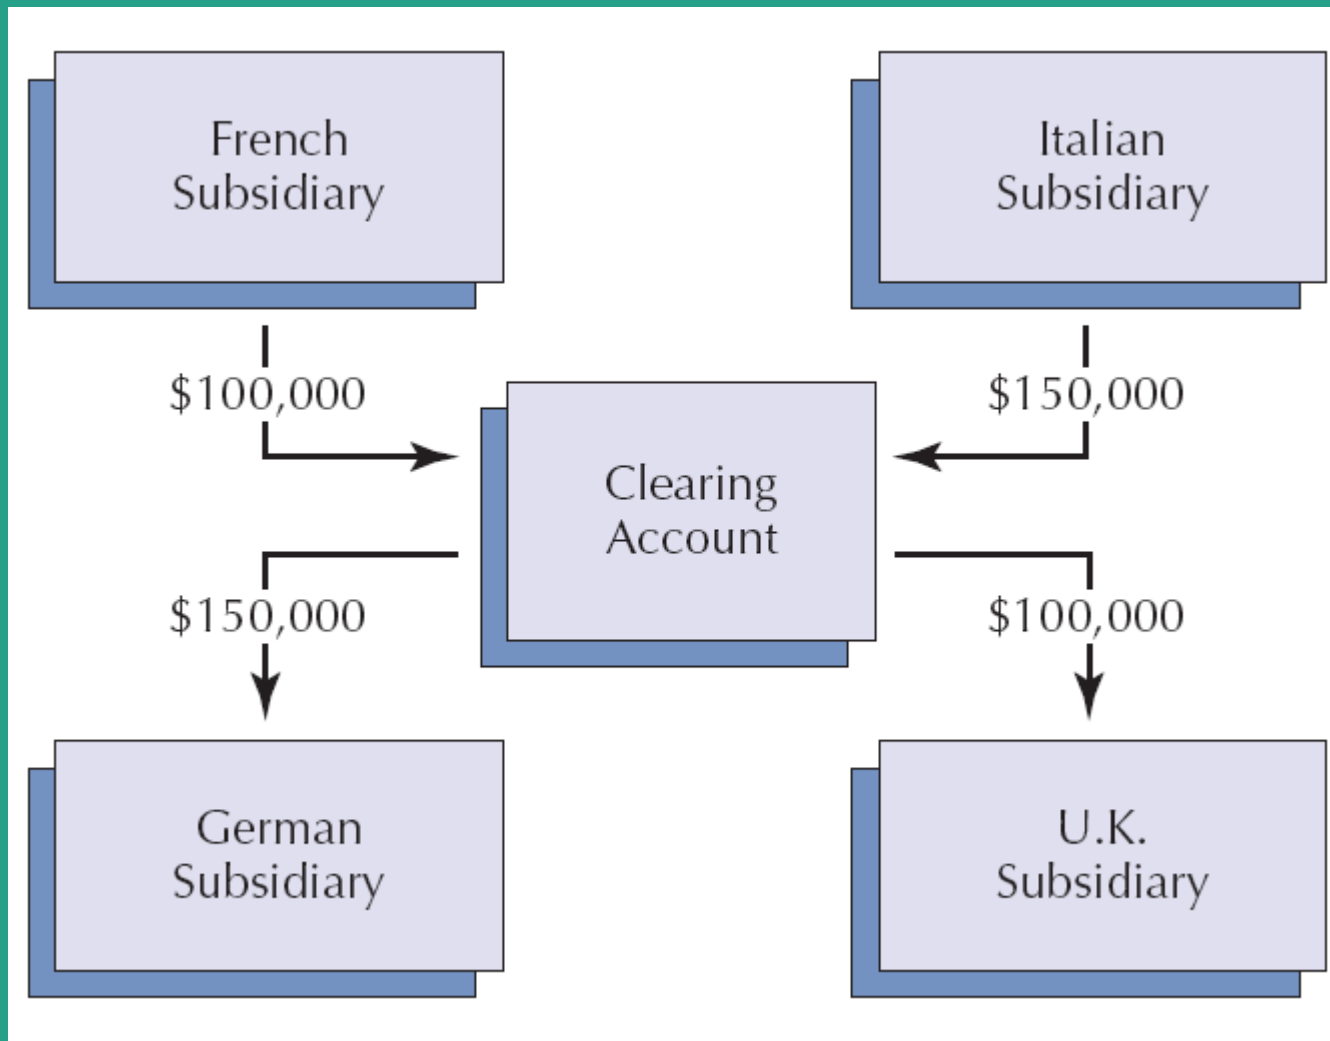 French
Subsidiary
Italian
Subsidiary
$100,000
$150,000
Clearing
Account
$150,000
$100,000
German
Subsidiary
U.K.
Subsidiary